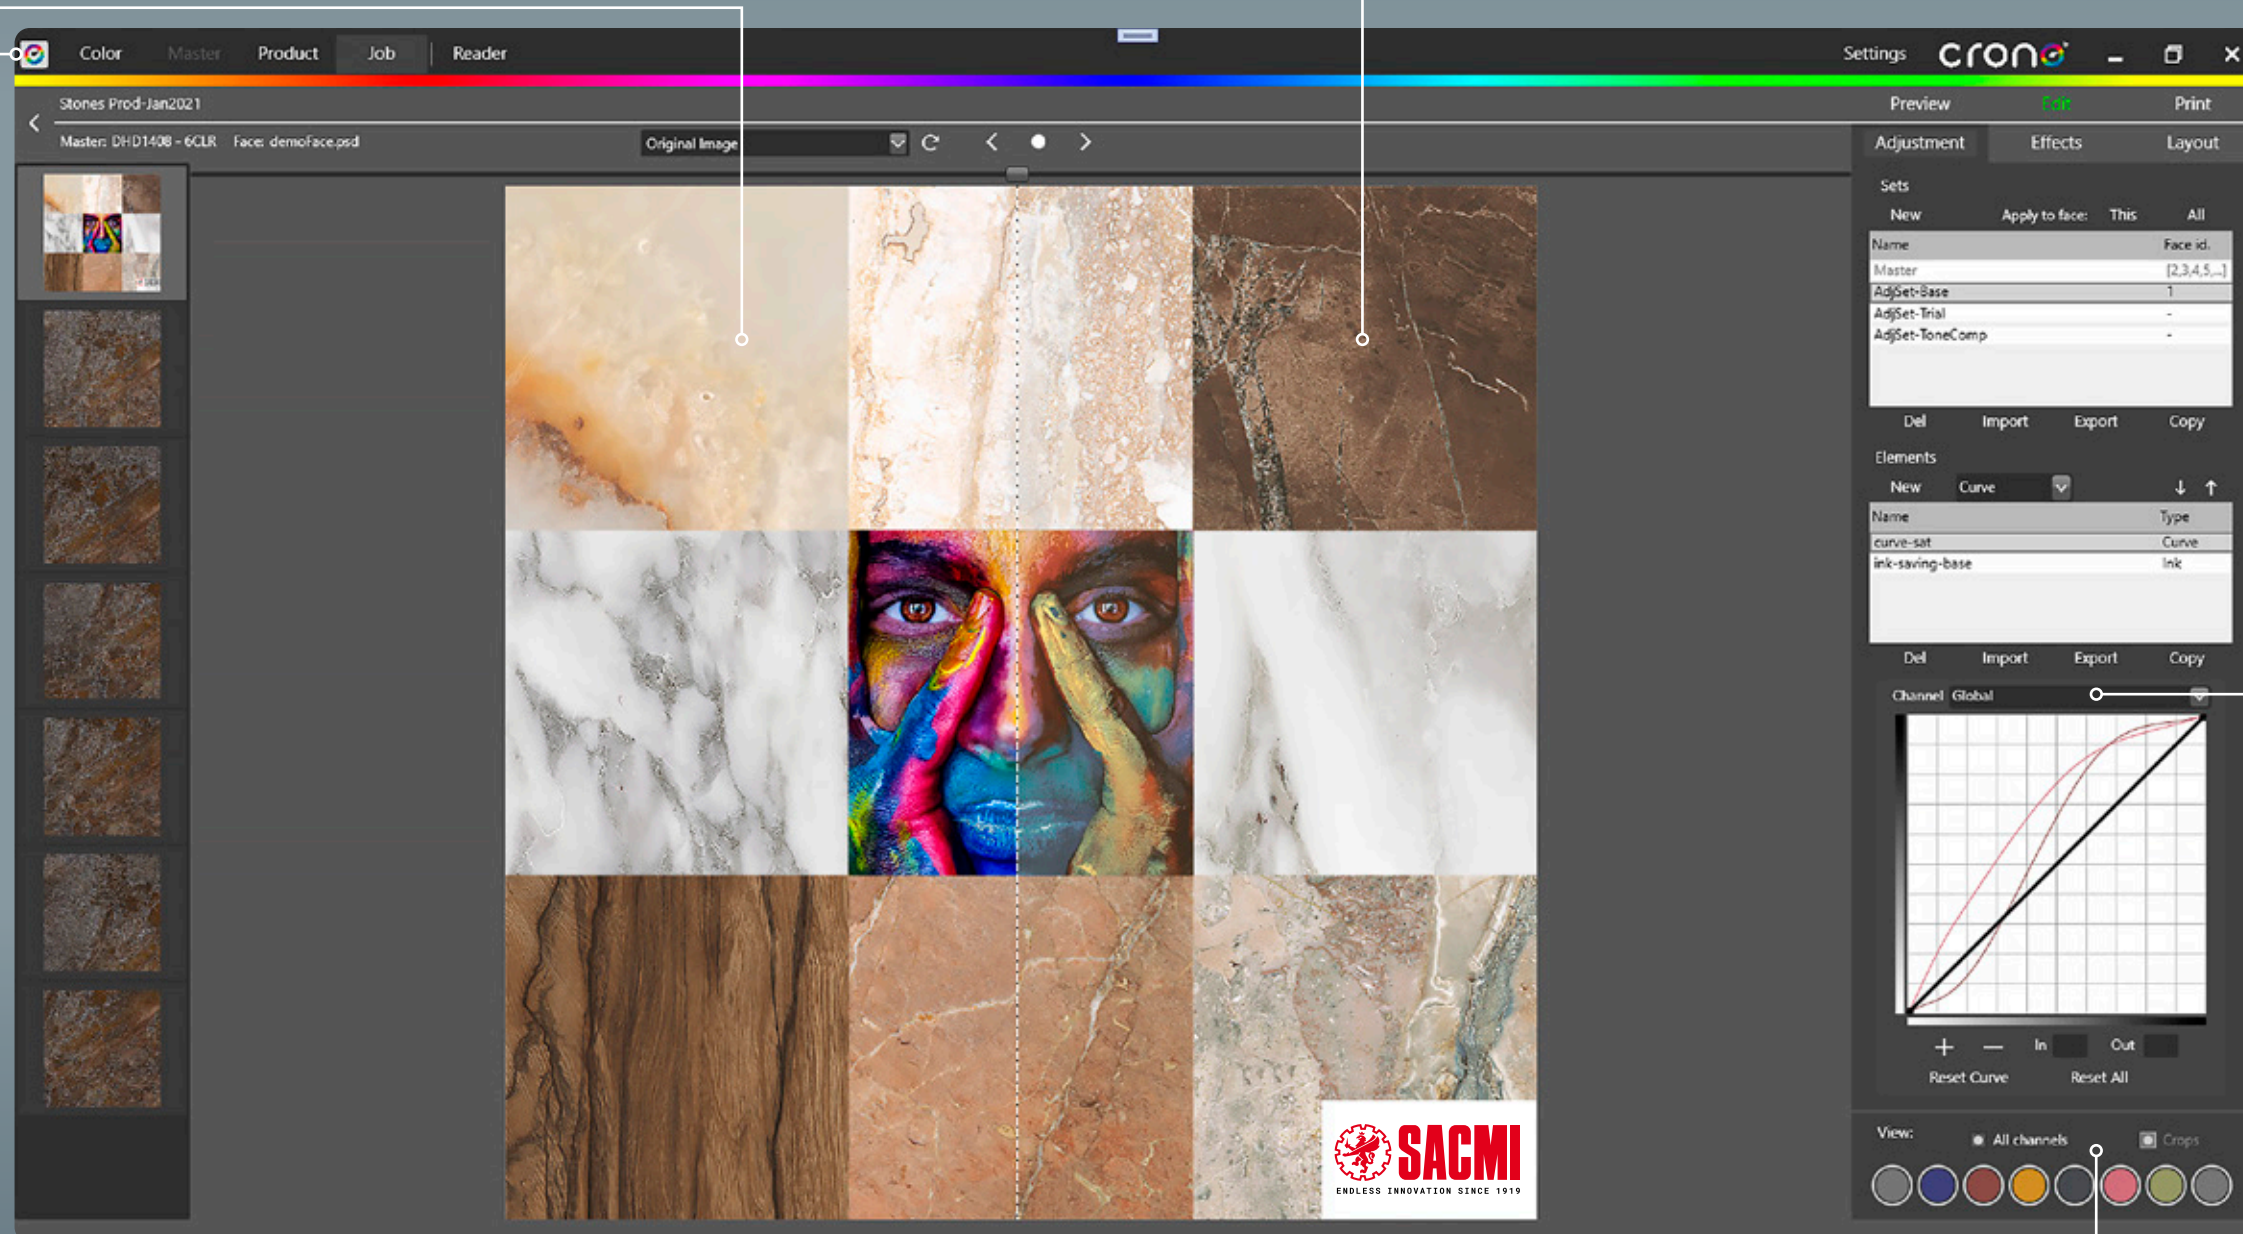 Color Master Product Job Reader Settings crono
Stones Prod-Jan2021
Preview Edit Print
Master: DHD1408 - 6CLR Face: demoFace.psd
Original Image
Adjustment Effects Layout
Sets
New Apply to face: This All
Name Face id.
Master [2,3,4,5,...]
AdjSet-Base 1
AdjSet-Trial -
AdjSet-ToneComp -
Del Import Export Copy
Elements
New Curve
Name Type
curve-sat Curve
ink-saving-base Ink
Del Import Export Copy
Channel Global
+ — In Out
Reset Curve Reset All
View: All channels Crops
SACMI
ENDLESS INNOVATION SINCE 1919